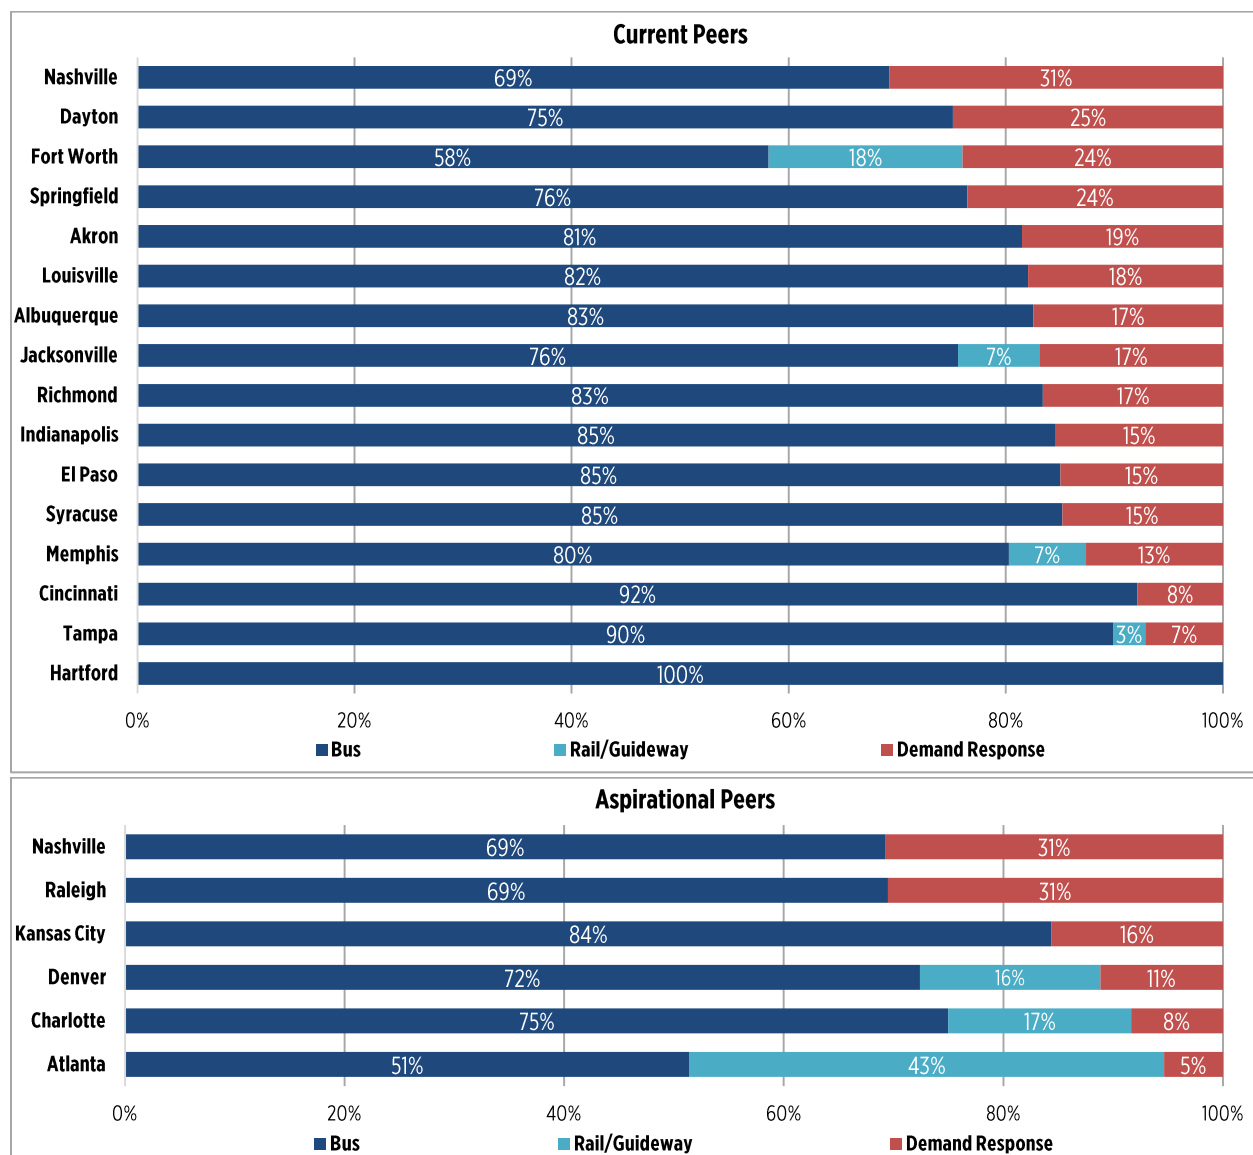 Current Peers
Nashville 69% 31%
Dayton 75% 25%
Fort Worth 58% 18% 24%
Springfield 76% 24%
Akron 81% 19%
Louisville 82% 18%
Albuquerque 83% 17%
Jacksonville 76% 7% 17%
Richmond 83% 17%
Indianapolis 85% 15%
El Paso 85% 15%
Syracuse 85% 15%
Memphis 80% 7% 13%
Cincinnati 92% 8%
Tampa 90% 3% 7%
Hartford 100%
0% 20% 40% 60% 80% 100%
Bus Rail/Guideway Demand Response
Aspirational Peers
Nashville 69% 31%
Raleigh 69% 31%
Kansas City 84% 16%
Denver 72% 16% 11%
Charlotte 75% 17% 8%
Atlanta 51% 43% 5%
0% 20% 40% 60% 80% 100%
Bus Rail/Guideway Demand Response